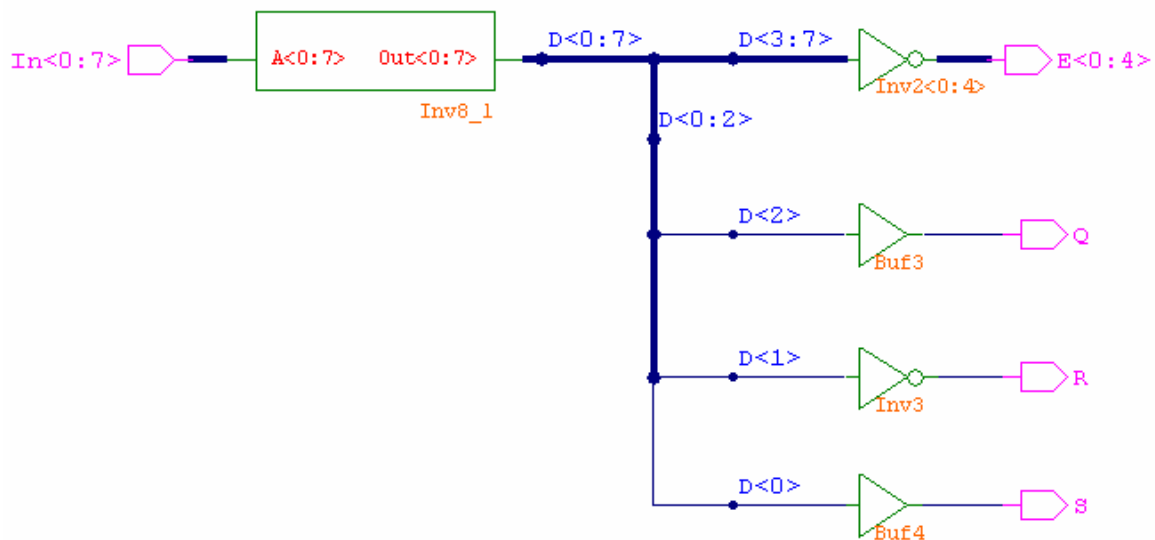 In<0:7>
A<0:7> Out<0:7>
Inv8_1
D<0:7>
D<3:7>
Inv2<0:4>
E<0:4>
D<0:2>
D<2>
Buf3
Q
D<1>
Inv3
R
D<0>
Buf4
S